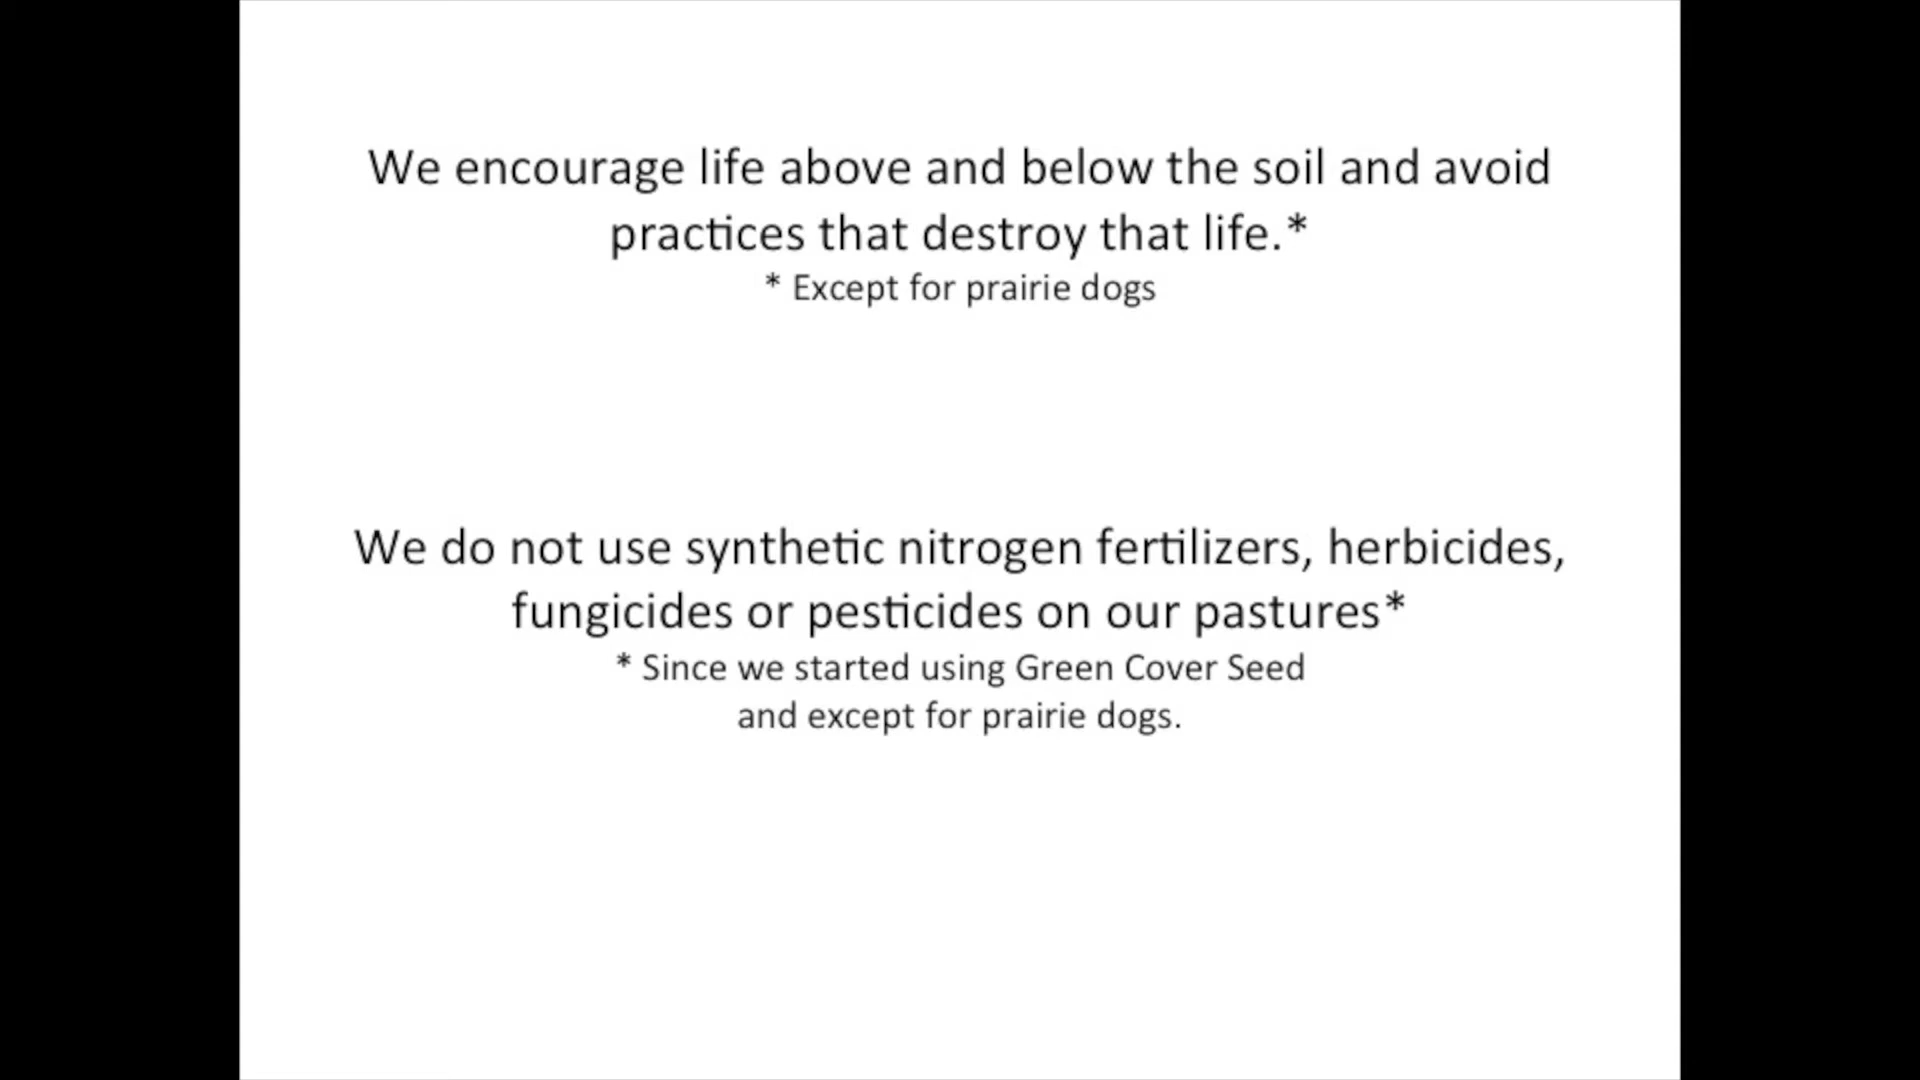 We encourage life above and below the soil and avoid
practices that destroy that life.*
* Except for prairie dogs
We do not use synthetic nitrogen fertilizers, herbicides,
fungicides or pesticides on our pastures*
* Since we started using Green Cover Seed
and except for prairie dogs.